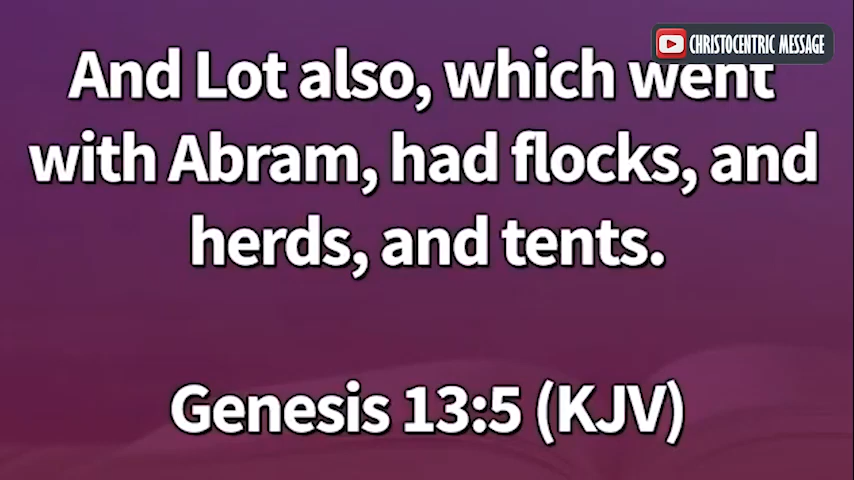 CHRISTOCENTRIC MESSAGE
And Lot also, which went
with Abram, had flocks, and
herds, and tents.
Genesis 13:5 (KJV)